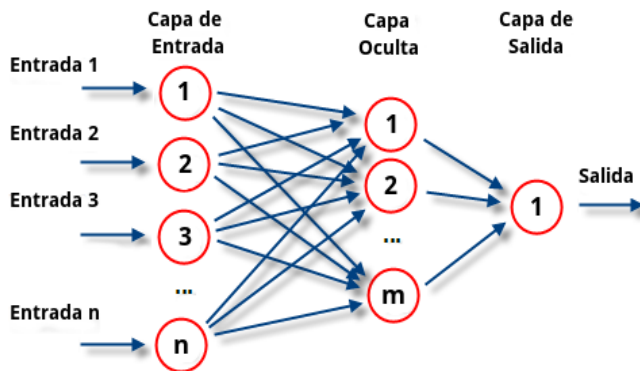 Capa de
Entrada
Capa
Oculta
Capa de
Salida
Entrada 1
1
Entrada 2
2
Entrada 3
3
...
Entrada n
n
1
2
...
m
1
Salida